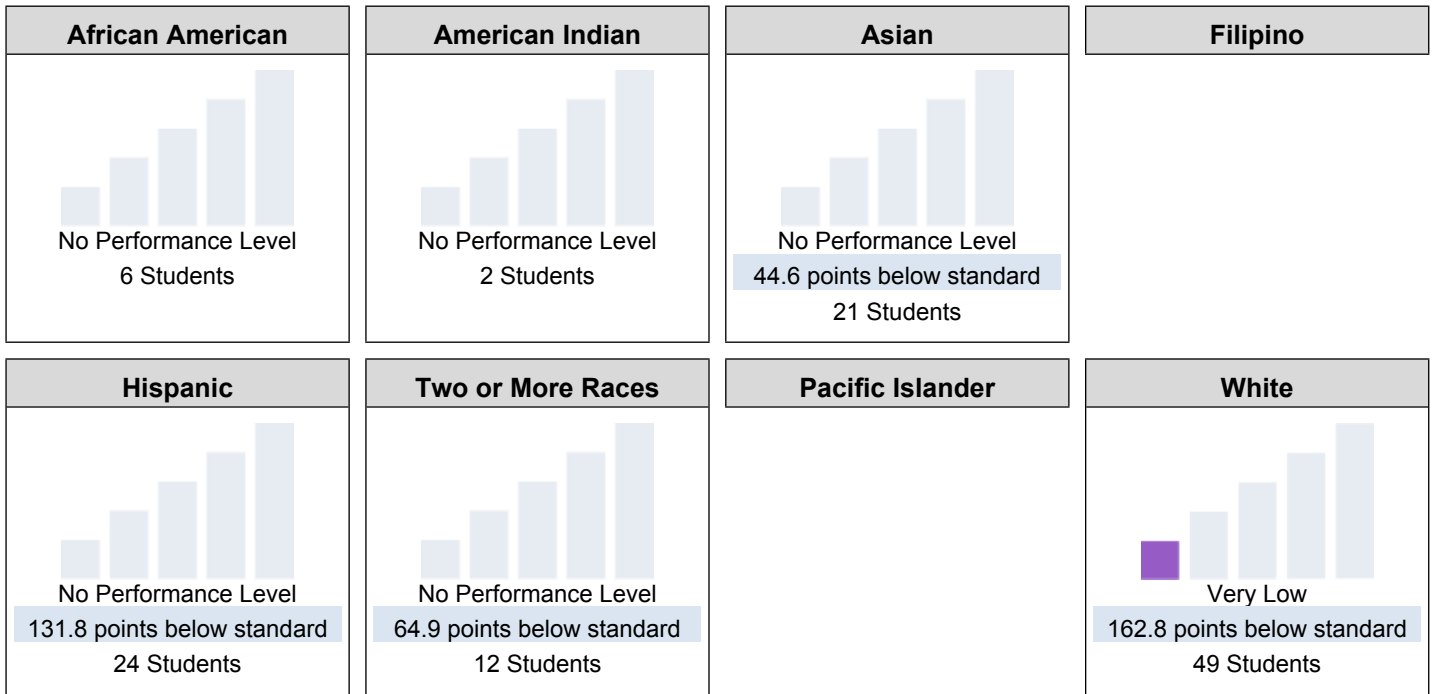 African American
No Performance Level
6 Students
American Indian
No Performance Level
2 Students
Asian
No Performance Level
44.6 points below standard
21 Students
Filipino
Hispanic
No Performance Level
131.8 points below standard
24 Students
Two or More Races
No Performance Level
64.9 points below standard
12 Students
Pacific Islander
White
Very Low
162.8 points below standard
49 Students